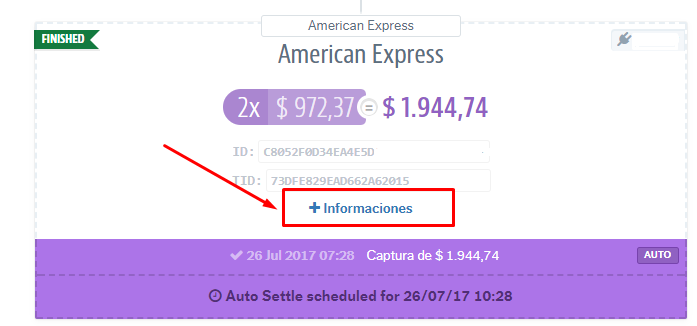 American Express
FINISHED
American Express
2x $ 972,37 = $ 1.944,74
ID: C8052F0D34EA4E5D
TID: 73DFE829EAD662A62015
+ Informaciones
26 Jul 2017 07:28 Captura de $ 1.944,74 AUTO
Auto Settle scheduled for 26/07/17 10:28